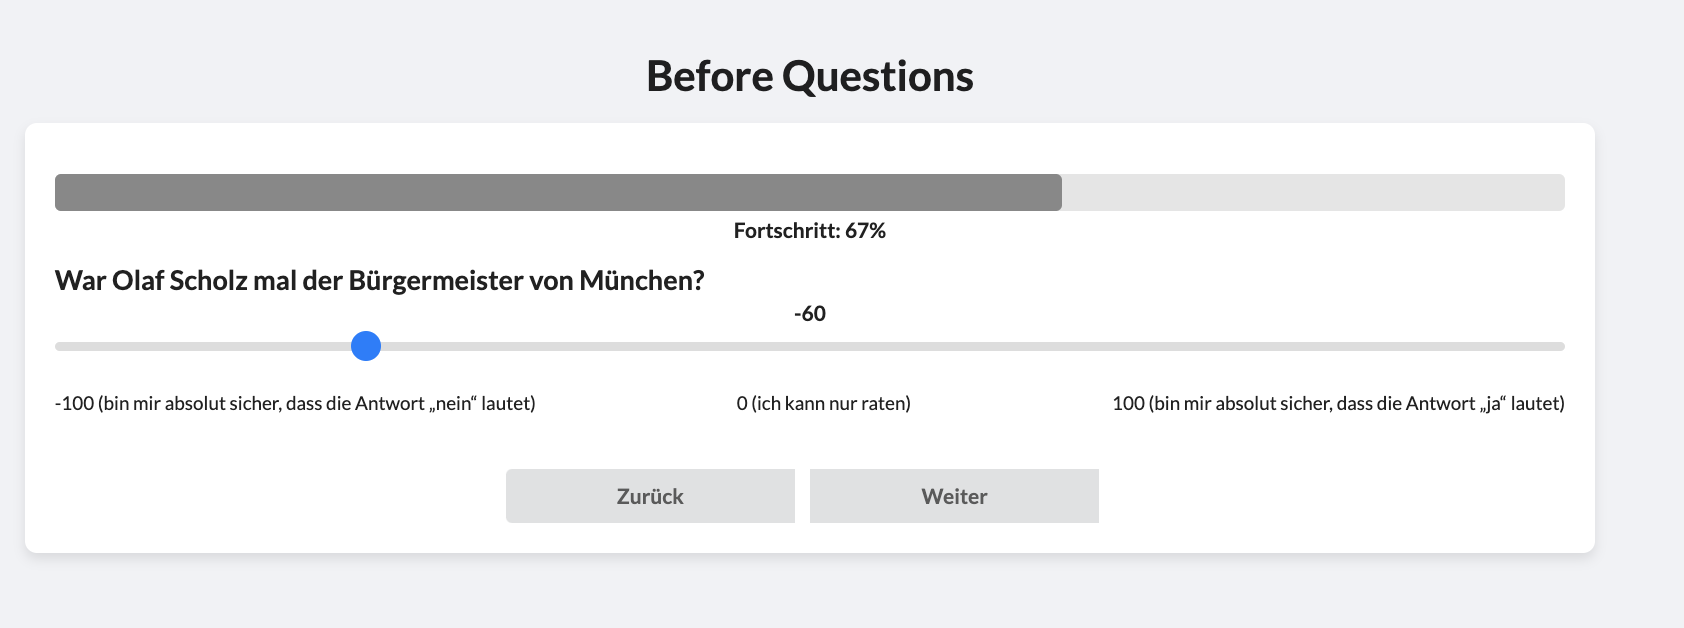 Before Questions
Fortschritt: 67%
War Olaf Scholz mal der Bürgermeister von München?
-60
-100 (bin mir absolut sicher, dass die Antwort „nein“ lautet) 0 (ich kann nur raten) 100 (bin mir absolut sicher, dass die Antwort „ja“ lautet)
Zurück Weiter